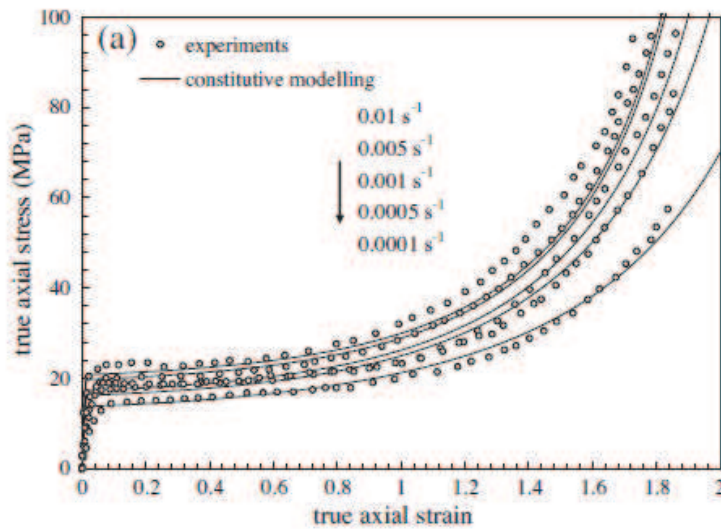 (a)
experiments
constitutive modelling
0.01 s⁻¹
0.005 s⁻¹
0.001 s⁻¹
0.0005 s⁻¹
0.0001 s⁻¹
true axial stress (MPa)
100
80
60
40
20
0
0 0.2 0.4 0.6 0.8 1 1.2 1.4 1.6 1.8 2
true axial strain